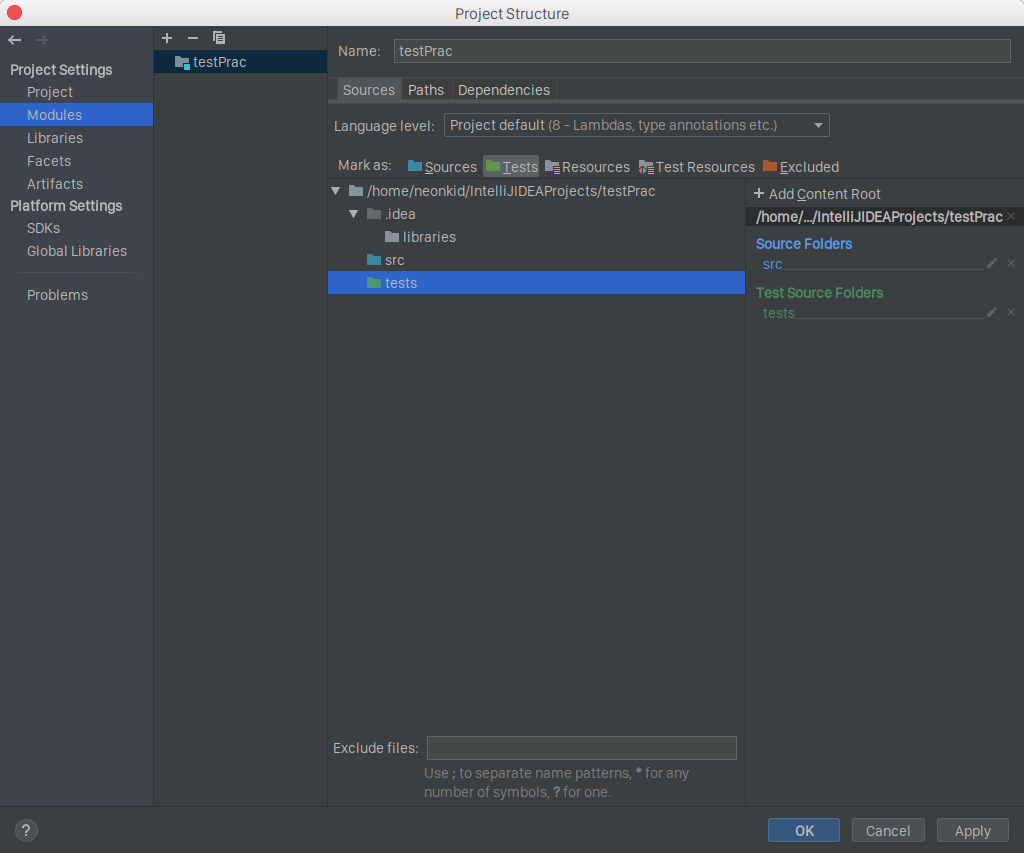 Project Structure
Project Settings
Project
Modules
Libraries
Facets
Artifacts
Platform Settings
SDKs
Global Libraries
Problems
testPrac
Name: testPrac
Sources Paths Dependencies
Language level: Project default (8 - Lambdas, type annotations etc.)
Mark as: Sources Tests Resources Test Resources Excluded
/home/neonkid/IntelliJIDEAProjects/testPrac
.idea
libraries
src
tests
+ Add Content Root
/home/.../IntelliJIDEAProjects/testPrac
Source Folders
src
Test Source Folders
tests
Exclude files:
Use ; to separate name patterns, * for any
number of symbols, ? for one.
?
OK Cancel Apply